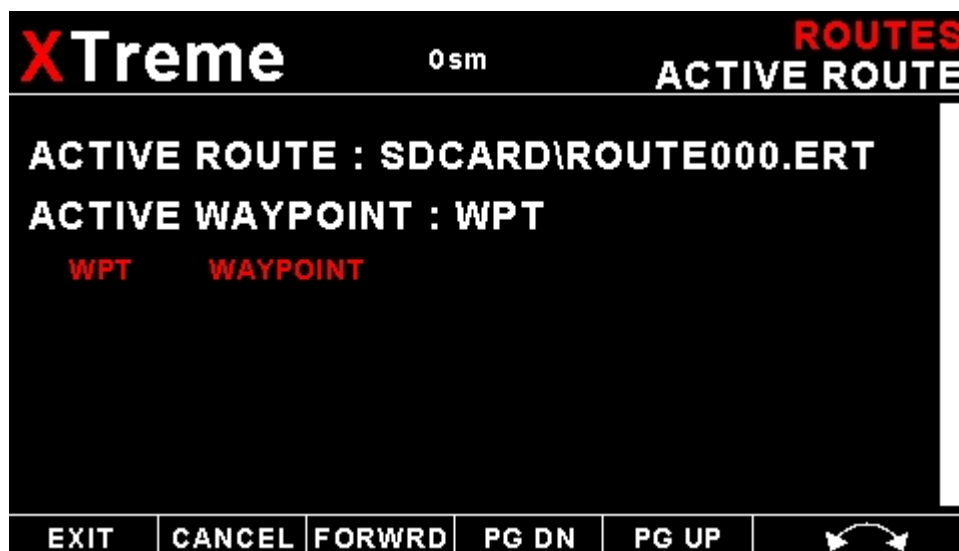 XTreme 0sm ROUTES
ACTIVE ROUTE
ACTIVE ROUTE : SDCARD\ROUTE000.ERT
ACTIVE WAYPOINT : WPT
WPT WAYPOINT
EXIT CANCEL FORWRD PG DN PG UP